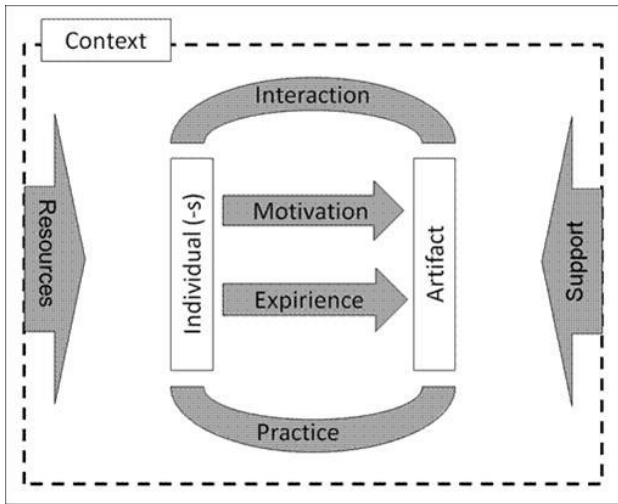 Context
Interaction
Resources
Individual (-s)
Motivation
Expirience
Artifact
Support
Practice